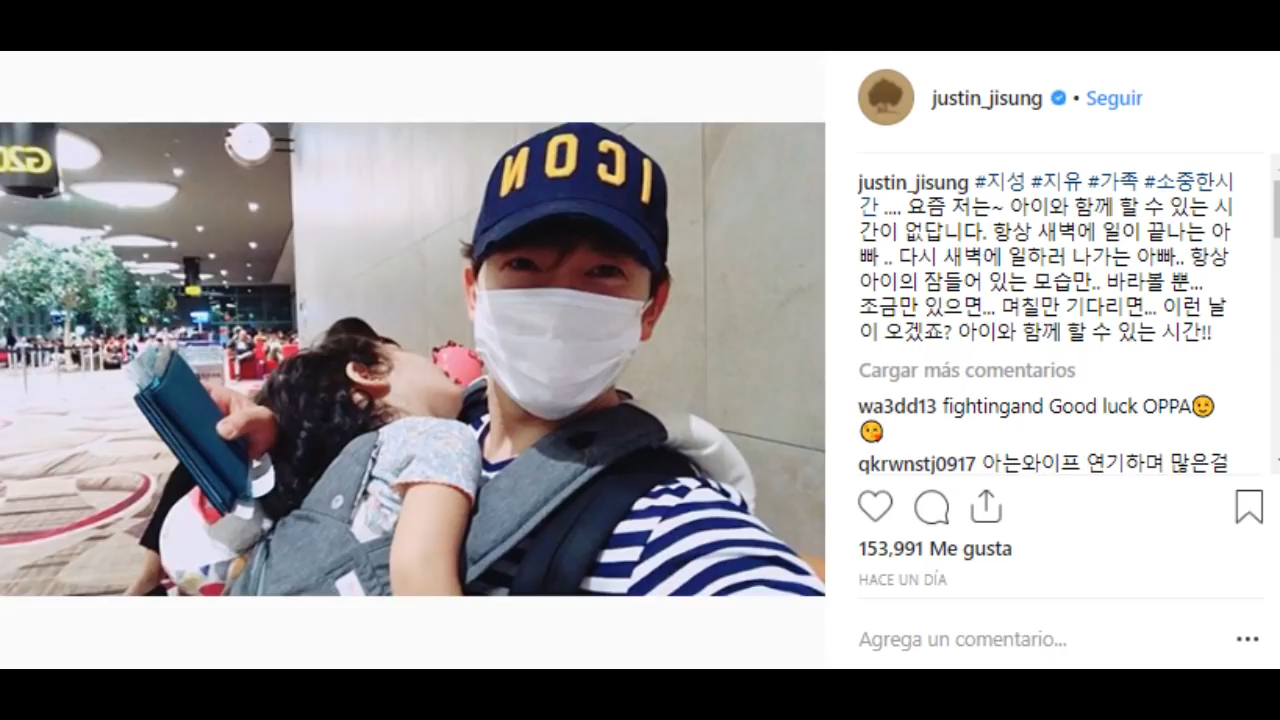 G20
ICON
justin_jisung • Seguir
justin_jisung #지성 #지유 #가족 #소중한시
간 .... 요즘 저는~ 아이와 함께 할 수 있는 시
간이 없답니다. 항상 새벽에 일이 끝나는 아
빠 .. 다시 새벽에 일하러 나가는 아빠.. 항상
아이의 잠들어 있는 모습만.. 바라볼 뿐...
조금만 있으면... 며칠만 기다리면... 이런 날
이 오겠죠? 아이와 함께 할 수 있는 시간!!
Cargar más comentarios
wa3dd13 fightingand Good luck OPPA🙂
😘
qkrwnstj0917 아는와이프 연기하며 많은걸
153,991 Me gusta
HACE UN DÍA
Agrega un comentario...